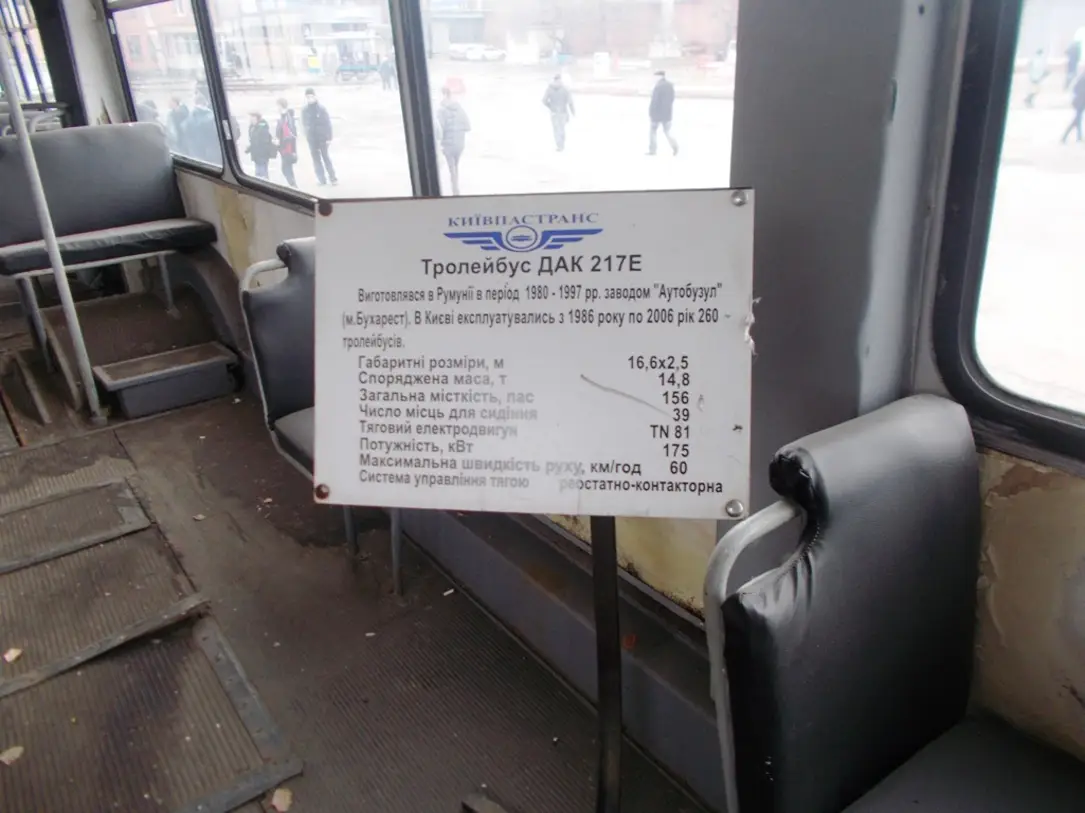 КИЇВПАСТРАНС
Тролейбус ДАК 217Е
Виготовлявся в Румунії в період 1980 - 1997 рр. заводом "Аутобузул"
(м.Бухарест). В Києві експлуатувались з 1986 року по 2006 рік 260
тролейбусів.
Габаритні розміри, м 16,6х2,5
Споряджена маса, т 14,8
Загальна місткість, пас 156
Число місць для сидіння 39
Тяговий електродвигун TN 81
Потужність, кВт 175
Максимальна швидкість руху, км/год 60
Система управління тягою реостатно-контакторна